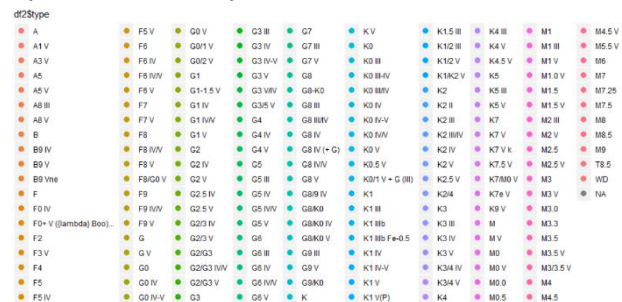 df2$type
A
A1 V
A3 V
A5
A5 V
A8 III
A8 V
B
B9 IV
B9 V
B9 Vne
F
F0 IV
F0+ V ((lambda) Boo)...
F2
F3 V
F4
F5
F5 IV
F5 V
F6
F6 IV
F6 IV/V
F6 V
F7
F7 V
F8
F8 IV/V
F8 V
F8/G0 V
F9
F9 IV/V
F9 V
G
G V
G0
G0 IV
G0 IV-V
G0 V
G0/1 V
G0/2 V
G1
G1-1.5 V
G1 IV
G1 IV/V
G1 V
G2
G2 IV
G2 V
G2.5 IV
G2.5 V
G2/3 IV
G2/3 V
G2/G3
G2/G3 IV/V
G2/G3 V
G3
G3 III
G3 IV
G3 IV-V
G3 V
G3 V/IV
G3/5 V
G4
G4 IV
G4 V
G5
G5 III
G5 IV
G5 IV/V
G5 V
G6
G6 III
G6 IV
G6 IV/V
G6 V
G7
G7 III
G7 V
G8
G8-K0
G8 III
G8 III/IV
G8 IV
G8 IV (+ G)
G8 IV/V
G8 V
G8/9 IV
G8/K0
G8/K0 IV
G8/K0 V
G9 III
G9 V
G9/K0
K
K V
K0
K0 III
K0 III-IV
K0 III/IV
K0 IV
K0 IV-V
K0 IV/V
K0 V
K0.5 V
K0/1 V + G (III)
K1
K1 III
K1 IIIb
K1 IIIb Fe-0.5
K1 IV
K1 IV-V
K1 V
K1 V(P)
K1.5 III
K1/2 III
K1/2 V
K1/K2 V
K2
K2 II
K2 III
K2 III/IV
K2 IV
K2 V
K2.5 V
K2/4
K3
K3 III
K3 IV
K3 V
K3/4 IV
K3/4 V
K4
K4 III
K4 V
K4.5 V
K5
K5 III
K5 V
K7
K7 V
K7 V k
K7.5 V
K7/M0 V
K7e V
K9 V
M
M V
M0
M0 V
M0.0
M0.5
M1
M1 III
M1 V
M1.0 V
M1.5
M1.5 V
M2 III
M2 V
M2.5
M2.5 V
M3
M3 V
M3.0
M3.3
M3.5
M3.5 V
M3/3.5 V
M4
M4.5
M4.5 V
M5.5 V
M6
M7
M7.25
M7.5
M8
M8.5
M9
T8.5
WD
NA